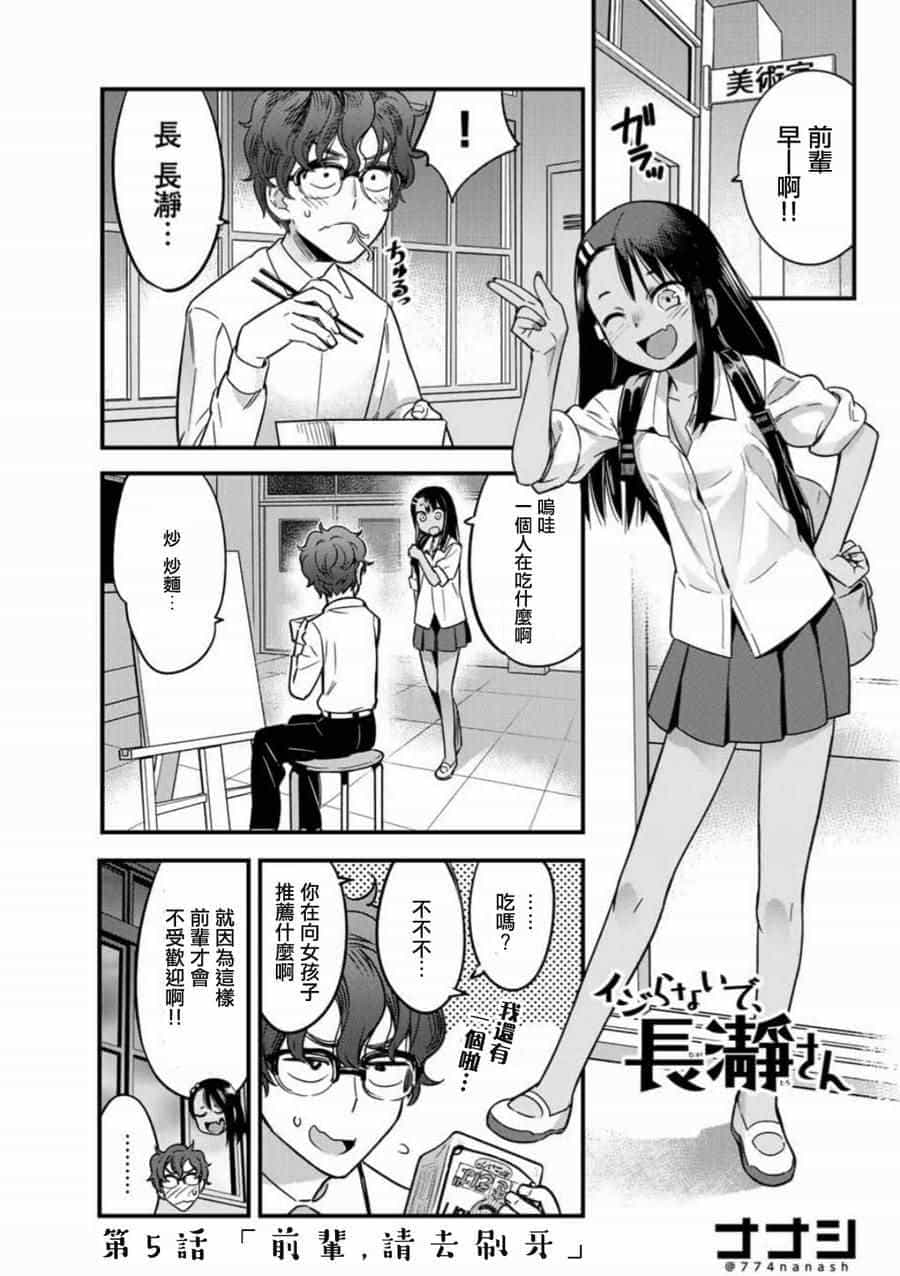 美術室
前輩
早ー啊!!
ガラッ
!
長 長瀞…
ちゅるっ
嗚哇
一個人在吃什麼啊
炒 炒麵…
……
吃嗎?
我還有
一個啦…
不不不…
你在向女孩子
推薦什麼啊
就因為這樣
前輩才會
不受歡迎啊!!
………
イジらないで、
長瀞さん
ナナシ
@774nanash
第5話「前輩,請去刷牙」